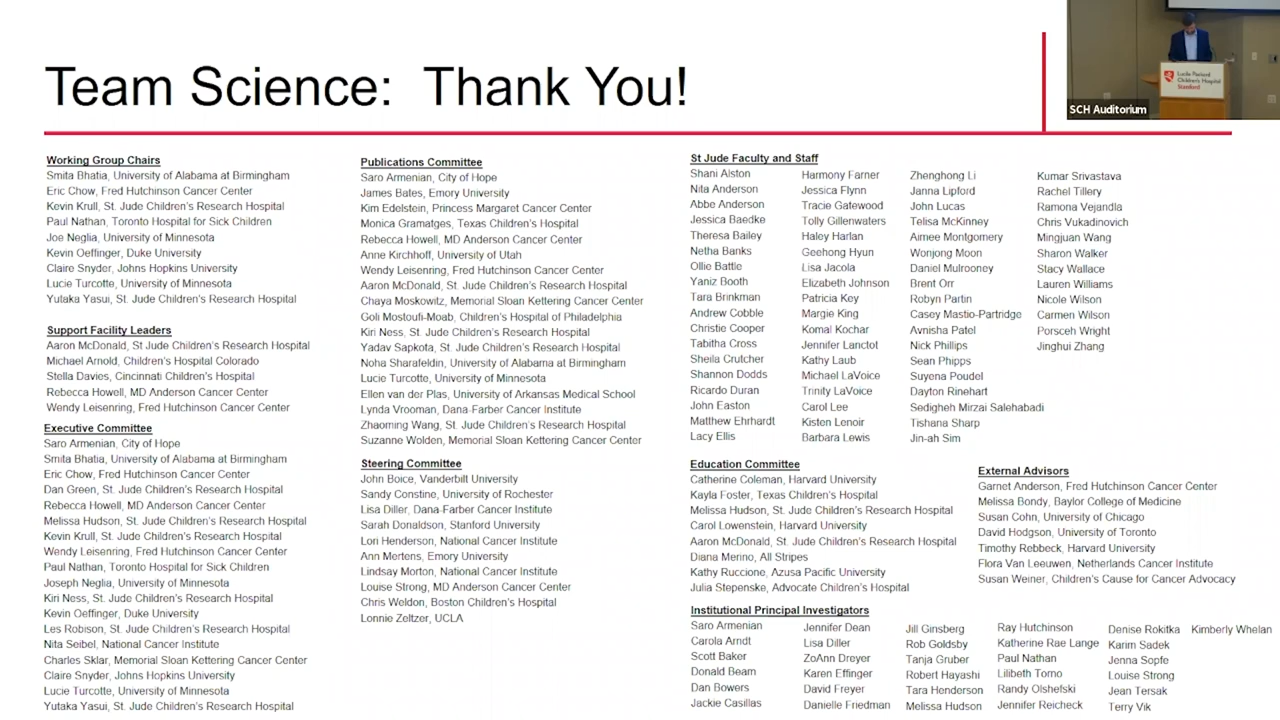 Team Science: Thank You!
Lucile Packard
Children's Hospital
Stanford
SCH Auditorium
Working Group Chairs
Smita Bhatia, University of Alabama at Birmingham
Eric Chow, Fred Hutchinson Cancer Center
Kevin Krull, St. Jude Children's Research Hospital
Paul Nathan, Toronto Hospital for Sick Children
Joe Neglia, University of Minnesota
Kevin Oeffinger, Duke University
Claire Snyder, Johns Hopkins University
Lucie Turcotte, University of Minnesota
Yutaka Yasui, St. Jude Children's Research Hospital
Support Facility Leaders
Aaron McDonald, St Jude Children's Research Hospital
Michael Arnold, Children's Hospital Colorado
Stella Davies, Cincinnati Children's Hospital
Rebecca Howell, MD Anderson Cancer Center
Wendy Leisenring, Fred Hutchinson Cancer Center
Executive Committee
Saro Armenian, City of Hope
Smita Bhatia, University of Alabama at Birmingham
Eric Chow, Fred Hutchinson Cancer Center
Dan Green, St. Jude Children's Research Hospital
Rebecca Howell, MD Anderson Cancer Center
Melissa Hudson, St. Jude Children's Research Hospital
Kevin Krull, St. Jude Children's Research Hospital
Wendy Leisenring, Fred Hutchinson Cancer Center
Paul Nathan, Toronto Hospital for Sick Children
Joseph Neglia, University of Minnesota
Kiri Ness, St. Jude Children's Research Hospital
Kevin Oeffinger, Duke University
Les Robison, St. Jude Children's Research Hospital
Nita Seibel, National Cancer Institute
Charles Sklar, Memorial Sloan Kettering Cancer Center
Claire Snyder, Johns Hopkins University
Lucie Turcotte, University of Minnesota
Yutaka Yasui, St. Jude Children's Research Hospital
Publications Committee
Saro Armenian, City of Hope
James Bates, Emory University
Kim Edelstein, Princess Margaret Cancer Center
Monica Gramatges, Texas Children's Hospital
Rebecca Howell, MD Anderson Cancer Center
Anne Kirchhoff, University of Utah
Wendy Leisenring, Fred Hutchinson Cancer Center
Aaron McDonald, St. Jude Children's Research Hospital
Chaya Moskowitz, Memorial Sloan Kettering Cancer Center
Goli Mostoufi-Moab, Children's Hospital of Philadelphia
Kiri Ness, St. Jude Children's Research Hospital
Yadav Sapkota, St. Jude Children's Research Hospital
Noha Sharafeldin, University of Alabama at Birmingham
Lucie Turcotte, University of Minnesota
Ellen van der Plas, University of Arkansas Medical School
Lynda Vrooman, Dana-Farber Cancer Institute
Zhaoming Wang, St. Jude Children's Research Hospital
Suzanne Wolden, Memorial Sloan Kettering Cancer Center
Steering Committee
John Boice, Vanderbilt University
Sandy Constine, University of Rochester
Lisa Diller, Dana-Farber Cancer Institute
Sarah Donaldson, Stanford University
Lori Henderson, National Cancer Institute
Ann Mertens, Emory University
Lindsay Morton, National Cancer Institute
Louise Strong, MD Anderson Cancer Center
Chris Weldon, Boston Children's Hospital
Lonnie Zeltzer, UCLA
St Jude Faculty and Staff
Shani Alston
Nita Anderson
Abbe Anderson
Jessica Baedke
Theresa Bailey
Netha Banks
Ollie Battle
Yaniz Booth
Tara Brinkman
Andrew Cobble
Christie Cooper
Tabitha Cross
Sheila Crutcher
Shannon Dodds
Ricardo Duran
John Easton
Matthew Ehrhardt
Lacy Ellis
Harmony Farner
Jessica Flynn
Tracie Gatewood
Tolly Gillenwaters
Haley Harlan
Geehong Hyun
Lisa Jacola
Elizabeth Johnson
Patricia Key
Margie King
Komal Kochar
Jennifer Lanctot
Kathy Laub
Michael LaVoice
Trinity LaVoice
Carol Lee
Kisten Lenoir
Barbara Lewis
Zhenghong Li
Janna Lipford
John Lucas
Telisa McKinney
Aimee Montgomery
Wonjong Moon
Daniel Mulrooney
Brent Orr
Robyn Partin
Casey Mastio-Partridge
Avnisha Patel
Nick Phillips
Sean Phipps
Suyena Poudel
Dayton Rinehart
Sedigheh Mirzai Salehabadi
Tishana Sharp
Jin-ah Sim
Kumar Srivastava
Rachel Tillery
Ramona Vejandla
Chris Vukadinovich
Mingjuan Wang
Sharon Walker
Stacy Wallace
Lauren Williams
Nicole Wilson
Carmen Wilson
Porsceh Wright
Jinghui Zhang
Education Committee
Catherine Coleman, Harvard University
Kayla Foster, Texas Children's Hospital
Melissa Hudson, St. Jude Children's Research Hospital
Carol Lowenstein, Harvard University
Aaron McDonald, St. Jude Children's Research Hospital
Diana Merino, All Stripes
Kathy Ruccione, Azusa Pacific University
Julia Stepenske, Advocate Children's Hospital
External Advisors
Garnet Anderson, Fred Hutchinson Cancer Center
Melissa Bondy, Baylor College of Medicine
Susan Cohn, University of Chicago
David Hodgson, University of Toronto
Timothy Rebbeck, Harvard University
Flora Van Leeuwen, Netherlands Cancer Institute
Susan Weiner, Children's Cause for Cancer Advocacy
Institutional Principal Investigators
Saro Armenian
Carola Arndt
Scott Baker
Donald Beam
Dan Bowers
Jackie Casillas
Jennifer Dean
Lisa Diller
ZoAnn Dreyer
Karen Effinger
David Freyer
Danielle Friedman
Jill Ginsberg
Rob Goldsby
Tanja Gruber
Robert Hayashi
Tara Henderson
Melissa Hudson
Ray Hutchinson
Katherine Rae Lange
Paul Nathan
Lilibeth Torno
Randy Olshefski
Jennifer Reicheck
Denise Rokitka
Karim Sadek
Jenna Sopfe
Louise Strong
Jean Tersak
Terry Vik
Kimberly Whelan